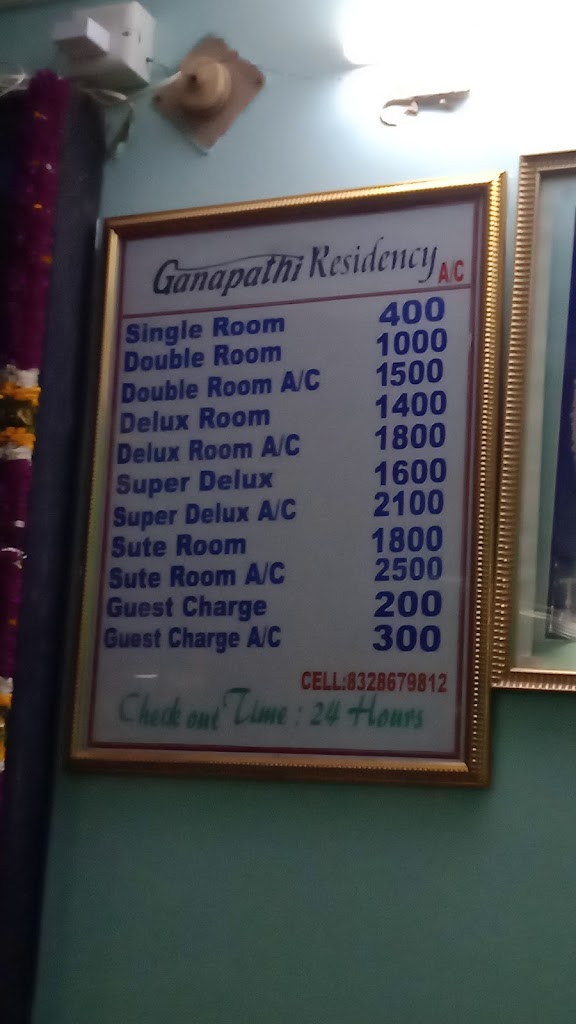 Ganapathi Residency A/C
Single Room 400
Double Room 1000
Double Room A/C 1500
Delux Room 1400
Delux Room A/C 1800
Super Delux 1600
Super Delux A/C 2100
Sute Room 1800
Sute Room A/C 2500
Guest Charge 200
Guest Charge A/C 300
CELL:8328679812
Check out Time : 24 Hours